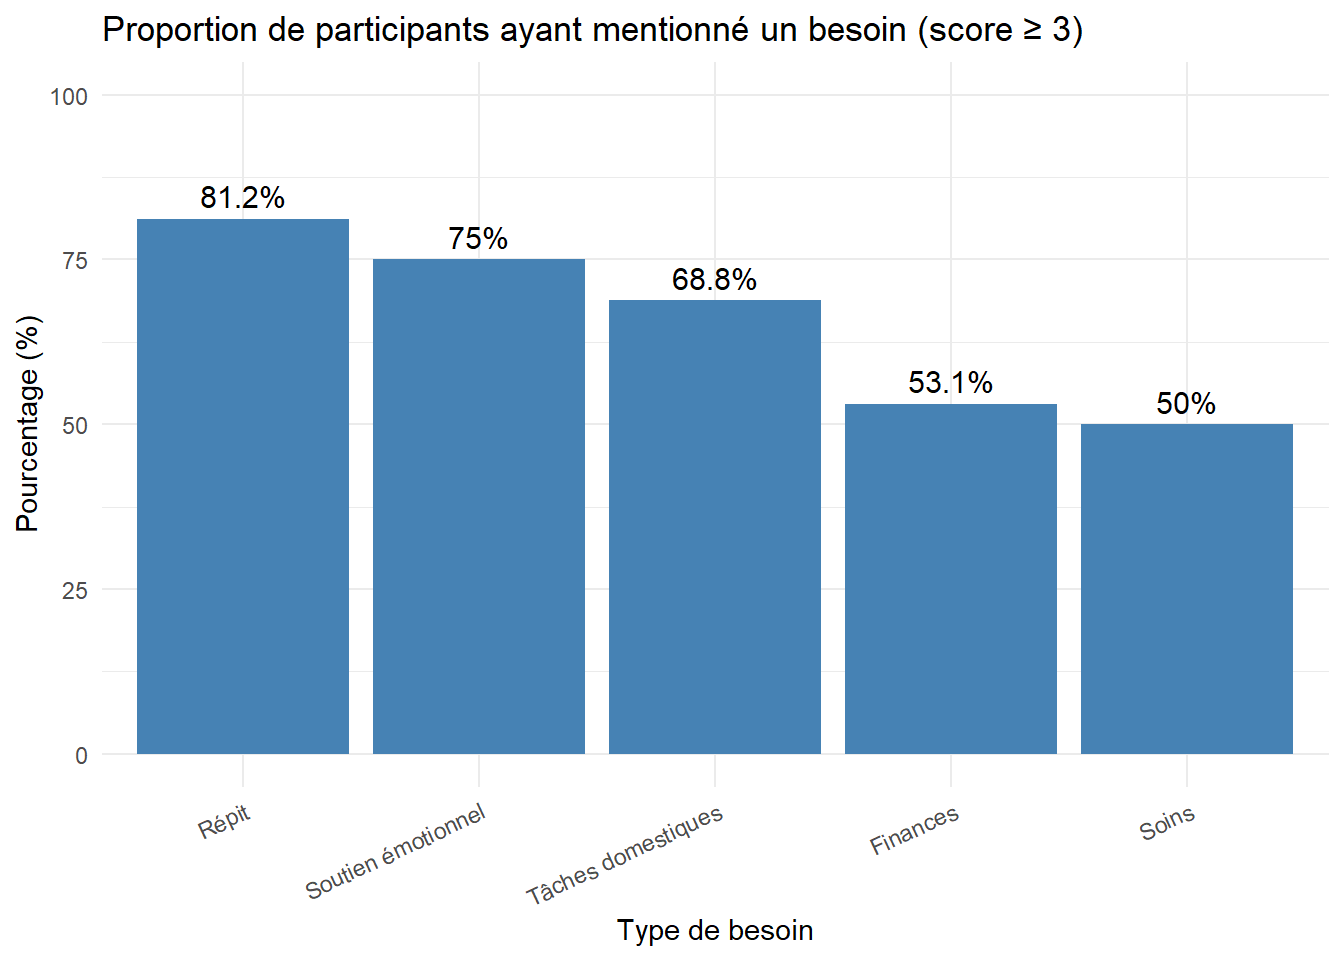 Proportion de participants ayant mentionné un besoin (score ≥ 3)
Pourcentage (%)
100
75
50
25
0
81.2%
75%
68.8%
53.1%
50%
Répit
Soutien émotionnel
Tâches domestiques
Finances
Soins
Type de besoin